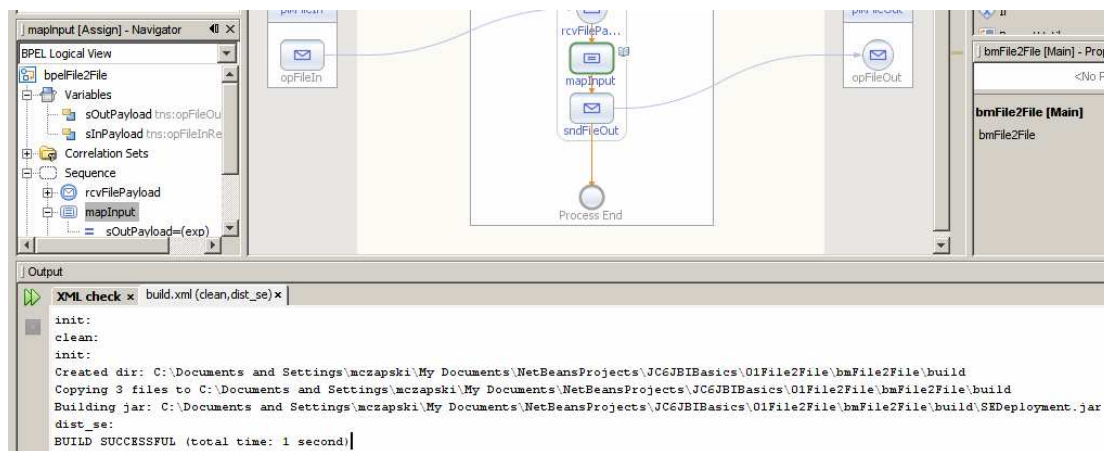 mapInput [Assign] - Navigator
BPEL Logical View
bpelFile2File
Variables
sOutPayload tns:opFileOu
sInPayload tns:opFileInRe
Correlation Sets
Sequence
rcvFilePayload
mapInput
sOutPayload=(exp)
opFileIn
rcvFilePa...
mapInput
sndFileOut
Process End
opFileOut
If
bmFile2File [Main] - Prop
<No P
bmFile2File [Main]
bmFile2File
Output
XML check × build.xml (clean,dist_se) ×
init:
clean:
init:
Created dir: C:\Documents and Settings\mczapski\My Documents\NetBeansProjects\JC6JBIBasics\01File2File\bmFile2File\build
Copying 3 files to C:\Documents and Settings\mczapski\My Documents\NetBeansProjects\JC6JBIBasics\01File2File\bmFile2File\build
Building jar: C:\Documents and Settings\mczapski\My Documents\NetBeansProjects\JC6JBIBasics\01File2File\bmFile2File\build\SEDeployment.jar
dist_se:
BUILD SUCCESSFUL (total time: 1 second)